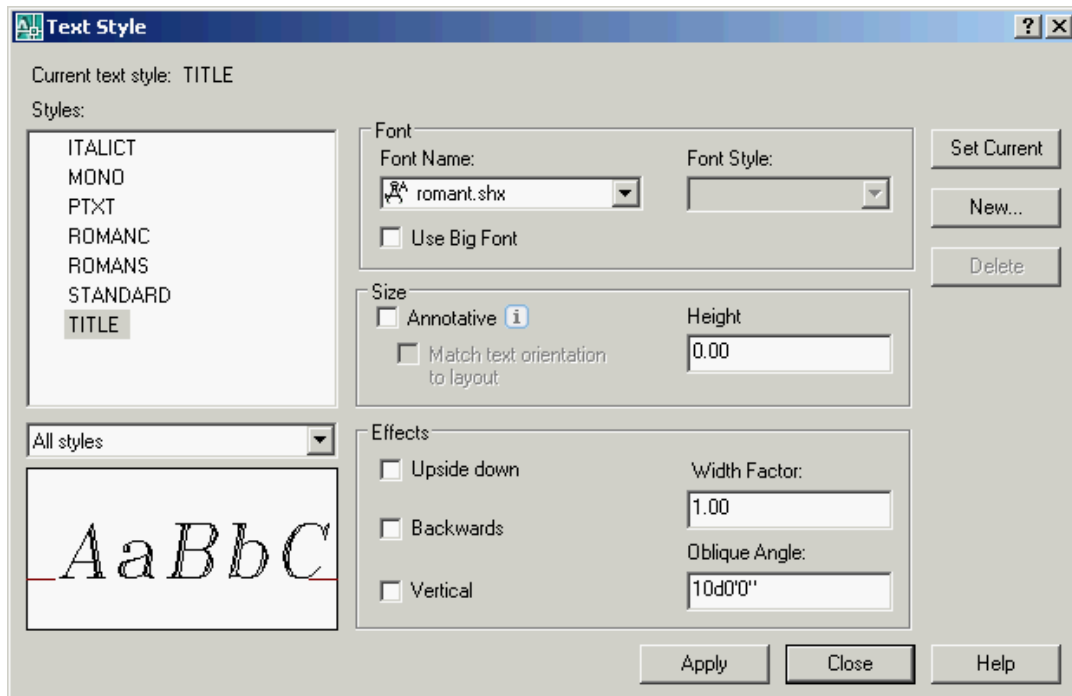 Text Style
Current text style: TITLE
Styles:
ITALICT
MONO
PTXT
ROMANC
ROMANS
STANDARD
TITLE
All styles
AaBbC
Font
Font Name:
romant.shx
Use Big Font
Font Style:
Size
Annotative
Match text orientation
to layout
Height
0.00
Effects
Upside down
Backwards
Vertical
Width Factor:
1.00
Oblique Angle:
10d0'0"
Set Current
New...
Delete
Apply
Close
Help